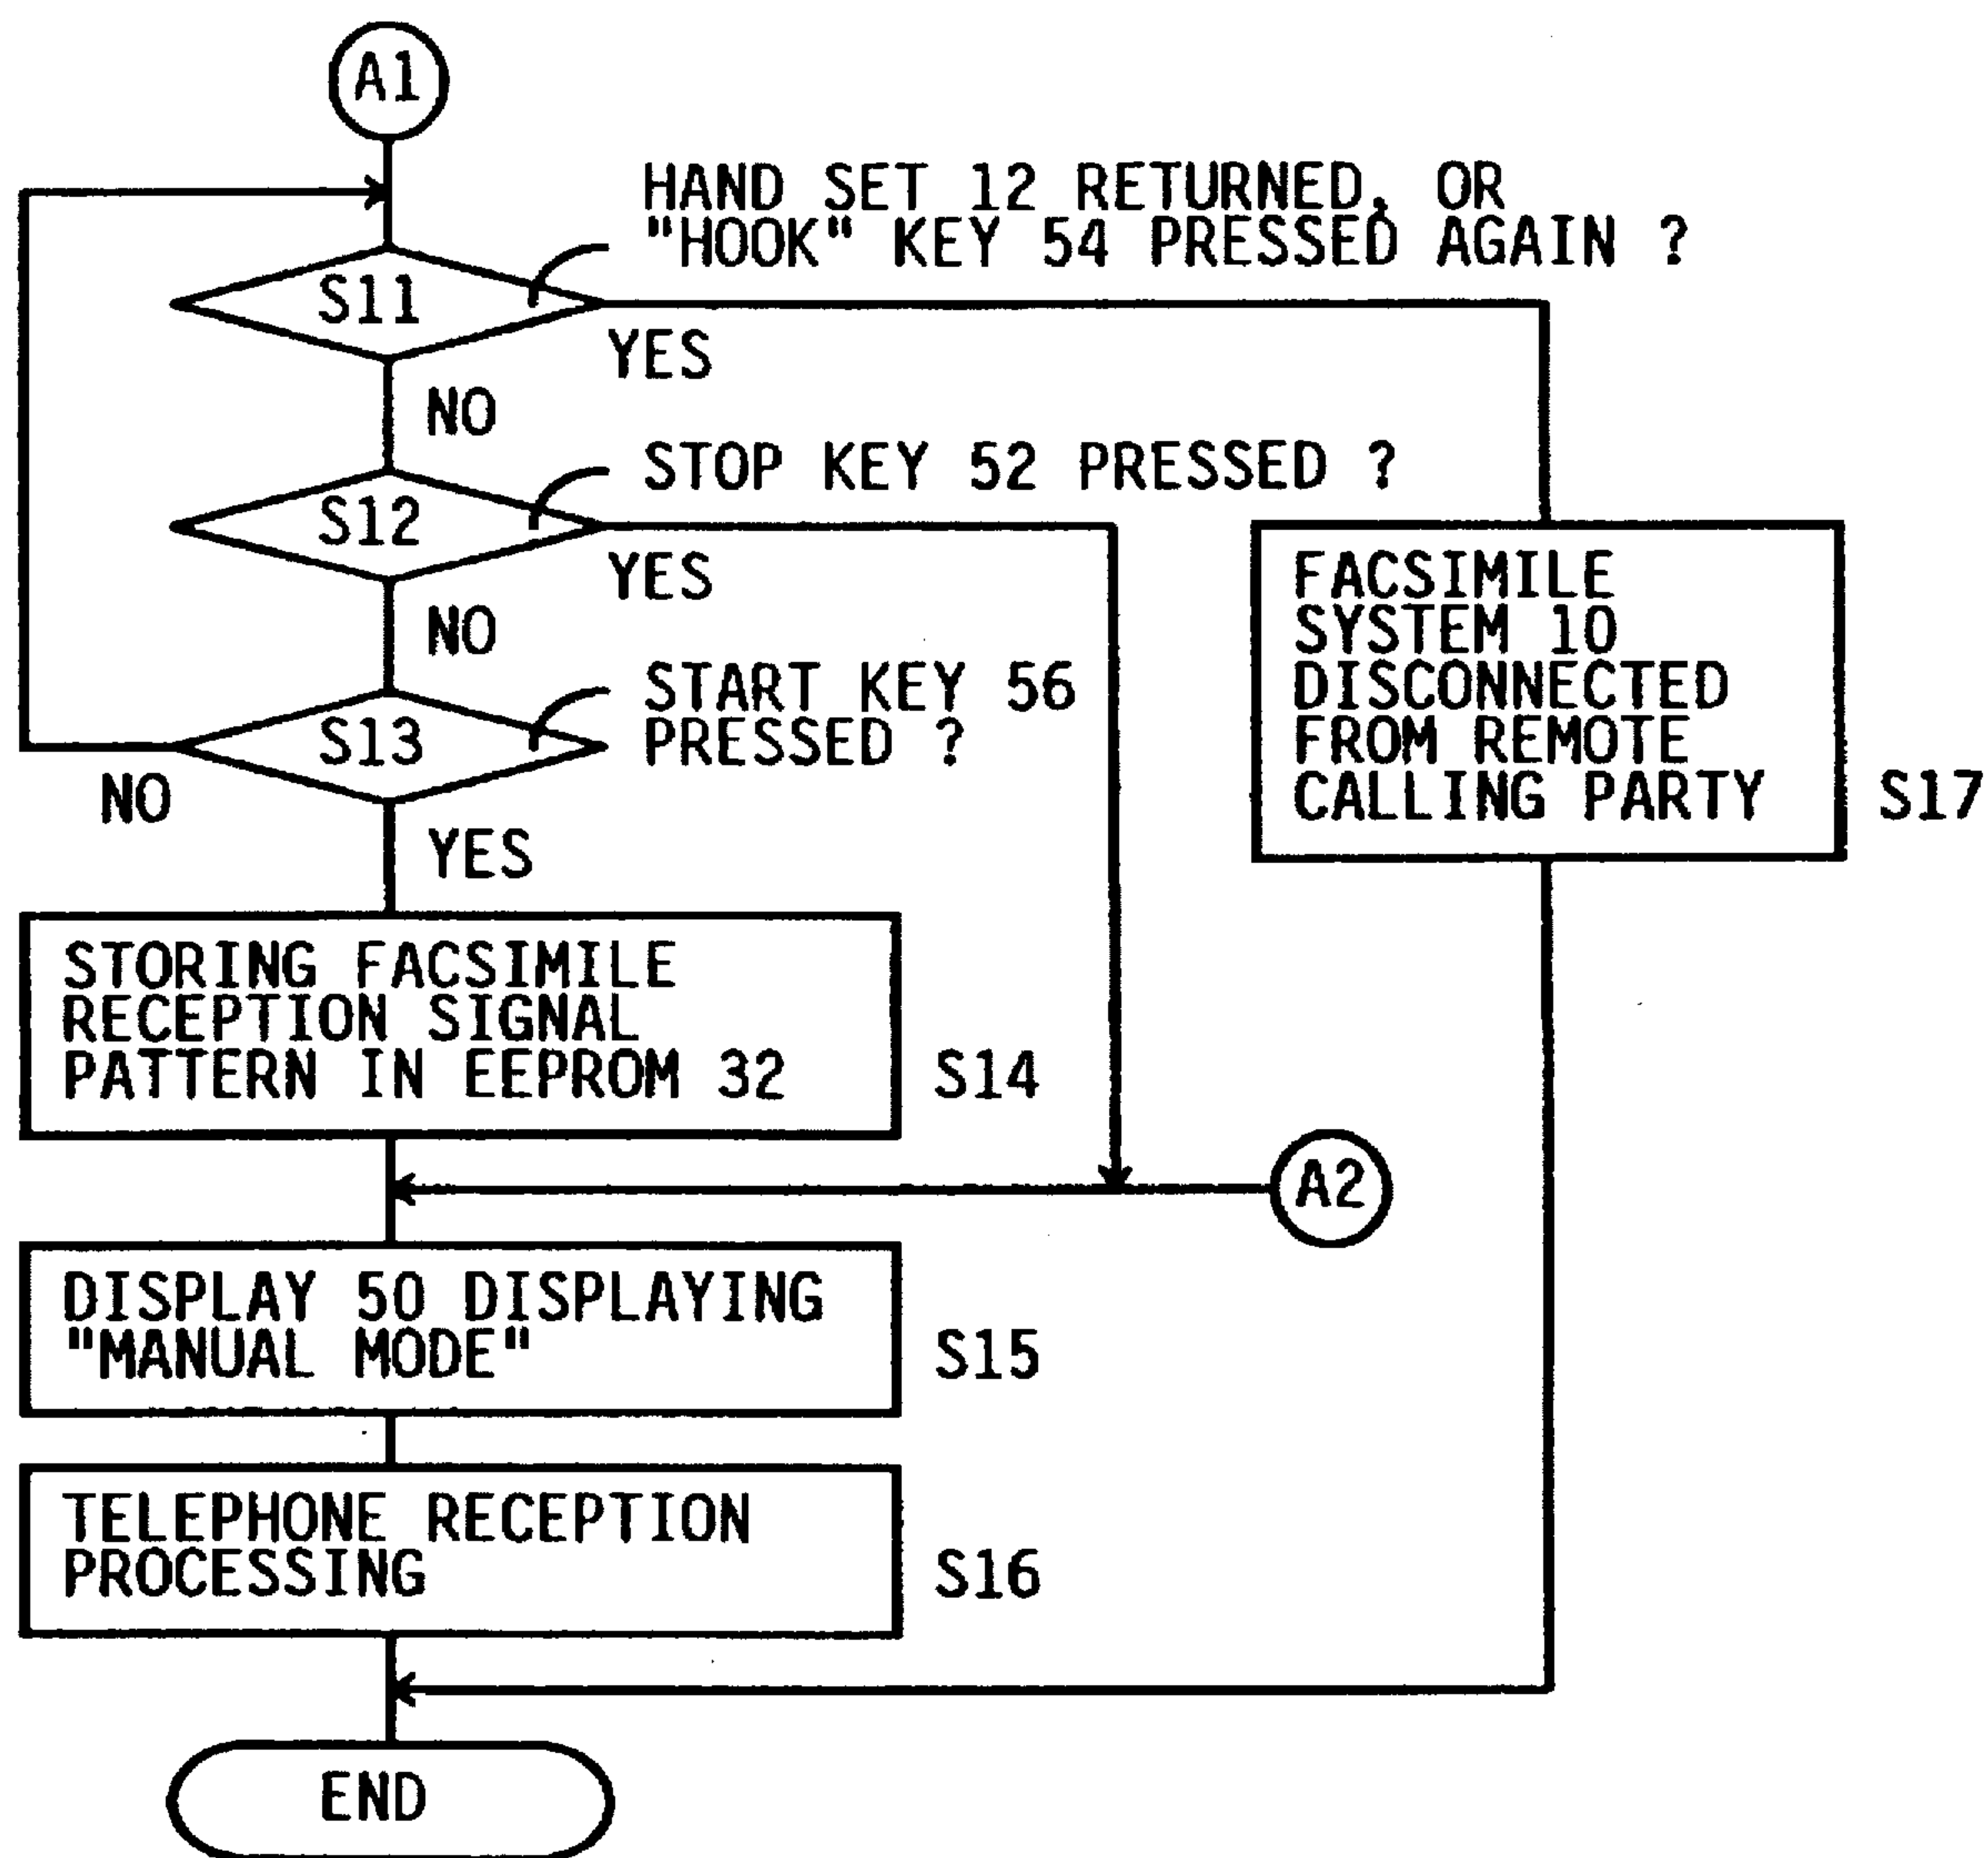 A1
HAND SET 12 RETURNED, OR
"HOOK" KEY 54 PRESSED AGAIN ?
S11
YES
NO
STOP KEY 52 PRESSED ?
S12
YES
NO
START KEY 56
PRESSED ?
S13
NO
YES
FACSIMILE
SYSTEM 10
DISCONNECTED
FROM REMOTE
CALLING PARTY
S17
STORING FACSIMILE
RECEPTION SIGNAL
PATTERN IN EEPROM 32
S14
A2
DISPLAY 50 DISPLAYING
"MANUAL MODE"
S15
TELEPHONE RECEPTION
PROCESSING
S16
END